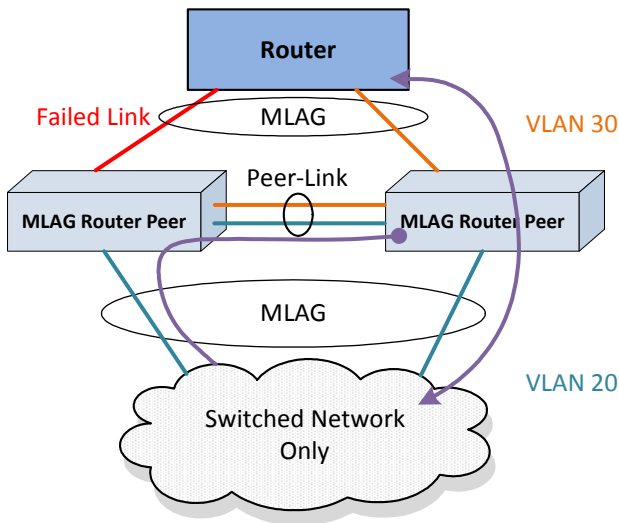 Router
Failed Link
MLAG
VLAN 30
Peer-Link
MLAG Router Peer
MLAG Router Peer
MLAG
VLAN 20
Switched Network
Only